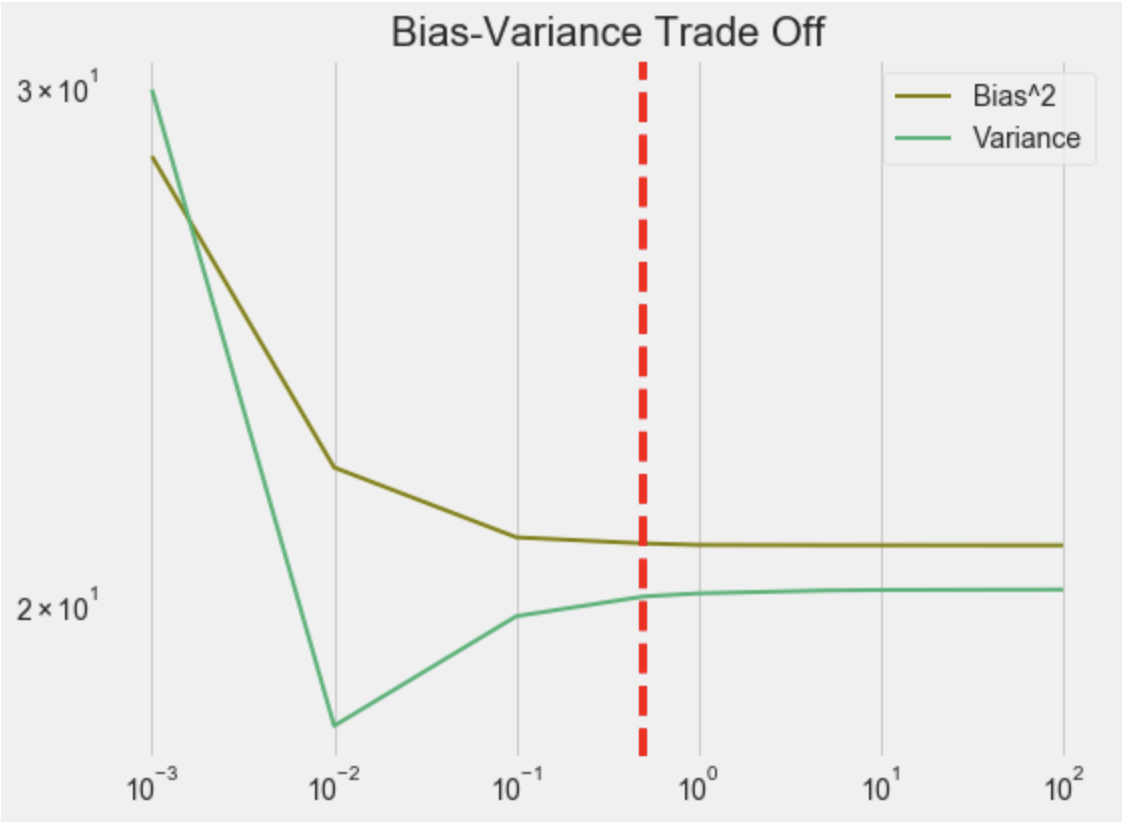 Bias-Variance Trade Off
3×10¹
Bias^2
Variance
2×10¹
10⁻³ 10⁻² 10⁻¹ 10⁰ 10¹ 10²